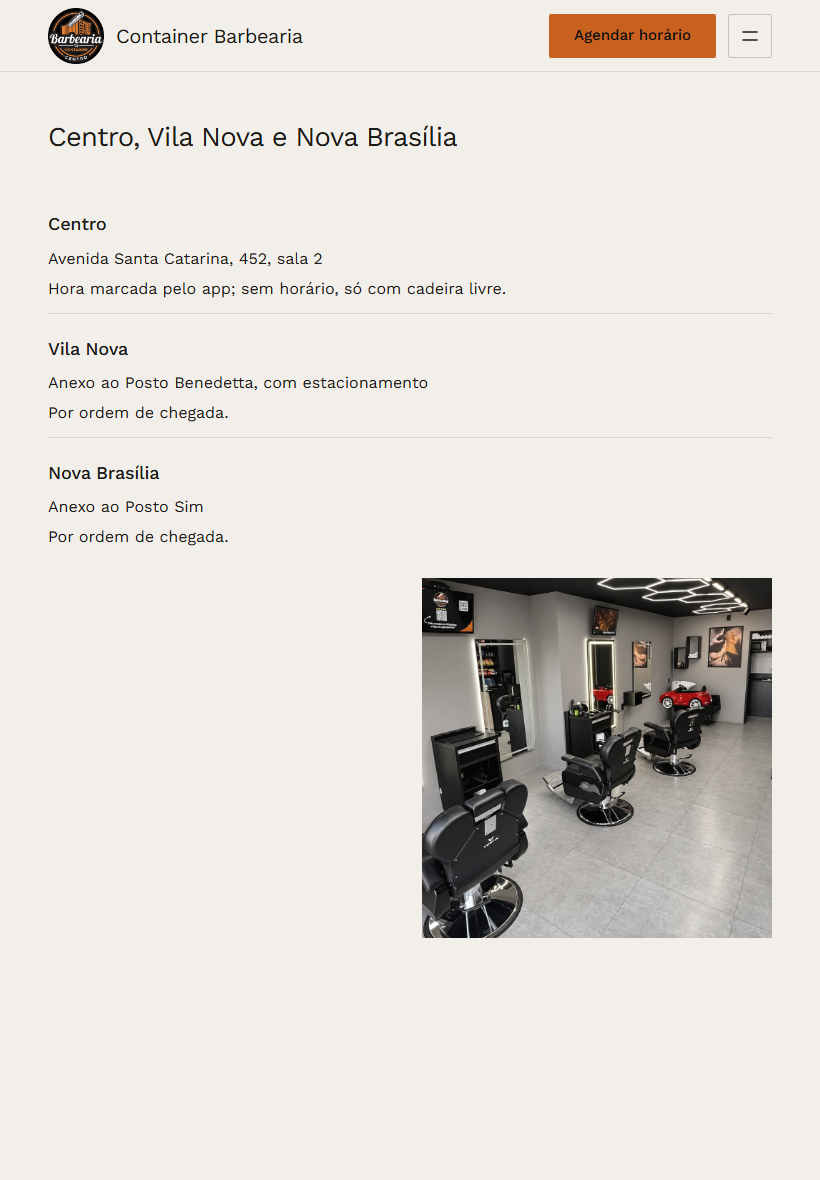 Barbearia
CONTAINER
CENTRO
Container Barbearia
Agendar horário
Centro, Vila Nova e Nova Brasília
Centro
Avenida Santa Catarina, 452, sala 2
Hora marcada pelo app; sem horário, só com cadeira livre.
Vila Nova
Anexo ao Posto Benedetta, com estacionamento
Por ordem de chegada.
Nova Brasília
Anexo ao Posto Sim
Por ordem de chegada.